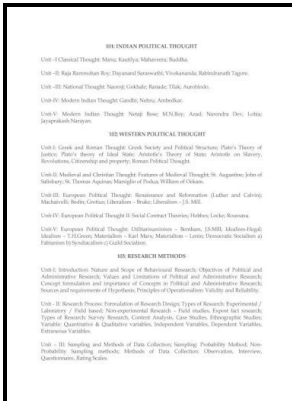 101: INDIAN POLITICAL THOUGHT
Unit -I Classical Thought: Manu; Kautilya; Mahaveera; Buddha.
Unit -II: Raja Rammohan Roy; Dayanand Saraswathi; Vivekananda; Rabindranath Tagore.
Unit -III: National Thought: Naoroji; Gokhale; Ranade; Tilak; Aurobindo.
Unit-IV: Modern Indian Thought: Gandhi; Nehru; Ambedkar.
Unit-V: Modern Indian Thought: Netaji Bose; M.N.Roy; Azad; Narendra Dev; Lohia;
Jayaprakash Narayan.
102: WESTERN POLITICAL THOUGHT
Unit-I: Greek and Roman Thought: Greek Society and Political Structure; Plato's Theory of
Justice; Plato's theory of Ideal State; Aristotle's Theory of State; Aristotle on Slavery,
Revolutions, Citizenship and property; Roman Political Thought.
Unit-II: Medieval and Christian Thought: Features of Medieval Thought; St. Augustine; John of
Salisbury; St. Thomas Aquinas; Marsiglio of Padua; William of Ockam.
Unit-III: European Political Thought: Renaissance and Reformation (Luther and Calvin);
Machiavelli; Bodin; Grotius; Liberalism - Liberalism - J.S. Mill.
Unit-IV: European Political Thought II: Social Contract Theories; Hobbes; Locke; Rousseau.
Unit-V: European Political Thought: Utilitarianism - Bentham, J.S.Mill; Idealism-Hegal;
Idealism - T.H.Green; Materialism - Karl Marx; Materialism - Lenin; Democratic Socialism a)
Fabianism b) Syndicalism c) Guild Socialism.
103: RESEARCH METHODS
Unit-I: Introduction: Nature and Scope of Behavioural Research; Objectives of Political and
Administrative Research; Values and Limitations of Political and Administrative Research;
Concept Formulation and importance of Concepts in Political and Administrative Research;
Sources and requirements of Hypothesis, Principles of Operationalism; Validity and Reliability.
Unit - II: Research Process: Formulation of Research Design; Types of Research: Experimental /
Laboratory / Field based; Non-experimental Research - Field studies, Expost fact research;
Types of Research: Survey Research, Content Analysis, Case Studies, Ethnographic Studies;
Variable: Quantitative & Qualitative variables; Independent Variables, Dependent Variables,
Extraneous Variables.
Unit - III: Sampling and Methods of Data Collection; Sampling: Probability Method; Non-
Probability Sampling methods; Methods of Data Collection: Observation, Interview,
Questionnaire, Rating Scales.